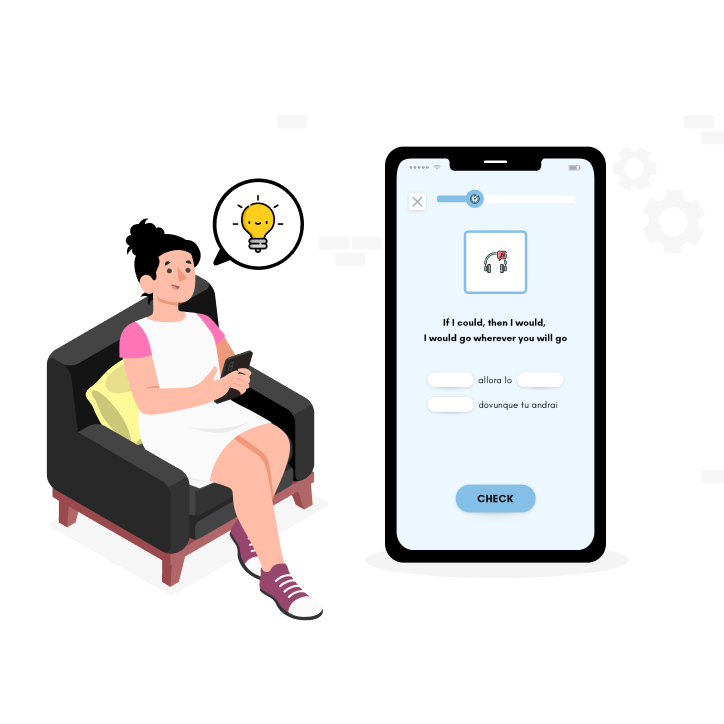 If I could, then I would,
I would go wherever you will go
allora lo
dovunque tu andrai
CHECK